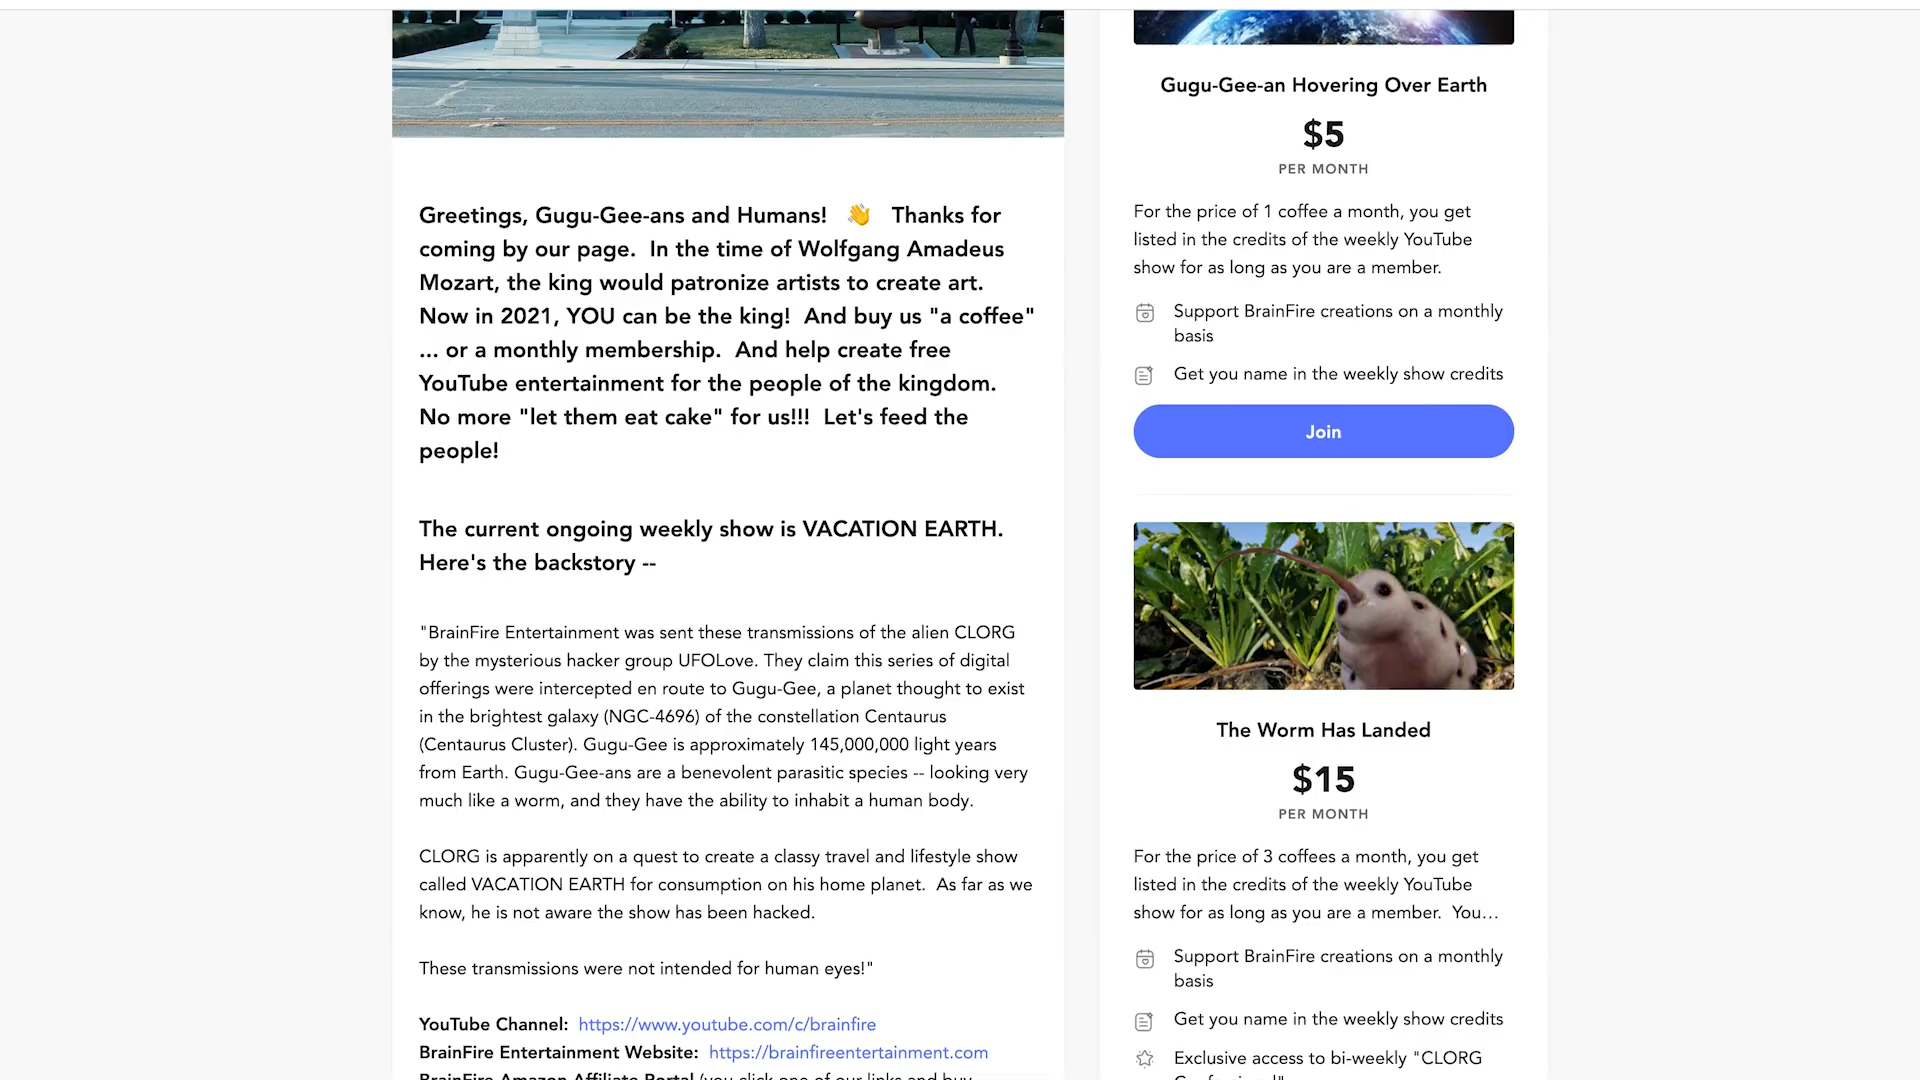 Greetings, Gugu-Gee-ans and Humans! 👋 Thanks for
coming by our page. In the time of Wolfgang Amadeus
Mozart, the king would patronize artists to create art.
Now in 2021, YOU can be the king! And buy us "a coffee"
... or a monthly membership. And help create free
YouTube entertainment for the people of the kingdom.
No more "let them eat cake" for us!!! Let's feed the
people!
The current ongoing weekly show is VACATION EARTH.
Here's the backstory --
"BrainFire Entertainment was sent these transmissions of the alien CLORG
by the mysterious hacker group UFOLove. They claim this series of digital
offerings were intercepted en route to Gugu-Gee, a planet thought to exist
in the brightest galaxy (NGC-4696) of the constellation Centaurus
(Centaurus Cluster). Gugu-Gee is approximately 145,000,000 light years
from Earth. Gugu-Gee-ans are a benevolent parasitic species -- looking very
much like a worm, and they have the ability to inhabit a human body.
CLORG is apparently on a quest to create a classy travel and lifestyle show
called VACATION EARTH for consumption on his home planet. As far as we
know, he is not aware the show has been hacked.
These transmissions were not intended for human eyes!"
YouTube Channel: https://www.youtube.com/c/brainfire
BrainFire Entertainment Website: https://brainfireentertainment.com
BrainFire Amazon Affiliate Portal (you click one of our links and buy
Gugu-Gee-an Hovering Over Earth
$5
PER MONTH
For the price of 1 coffee a month, you get
listed in the credits of the weekly YouTube
show for as long as you are a member.
Support BrainFire creations on a monthly
basis
Get you name in the weekly show credits
Join
The Worm Has Landed
$15
PER MONTH
For the price of 3 coffees a month, you get
listed in the credits of the weekly YouTube
show for as long as you are a member. You...
Support BrainFire creations on a monthly
basis
Get you name in the weekly show credits
Exclusive access to bi-weekly "CLORG